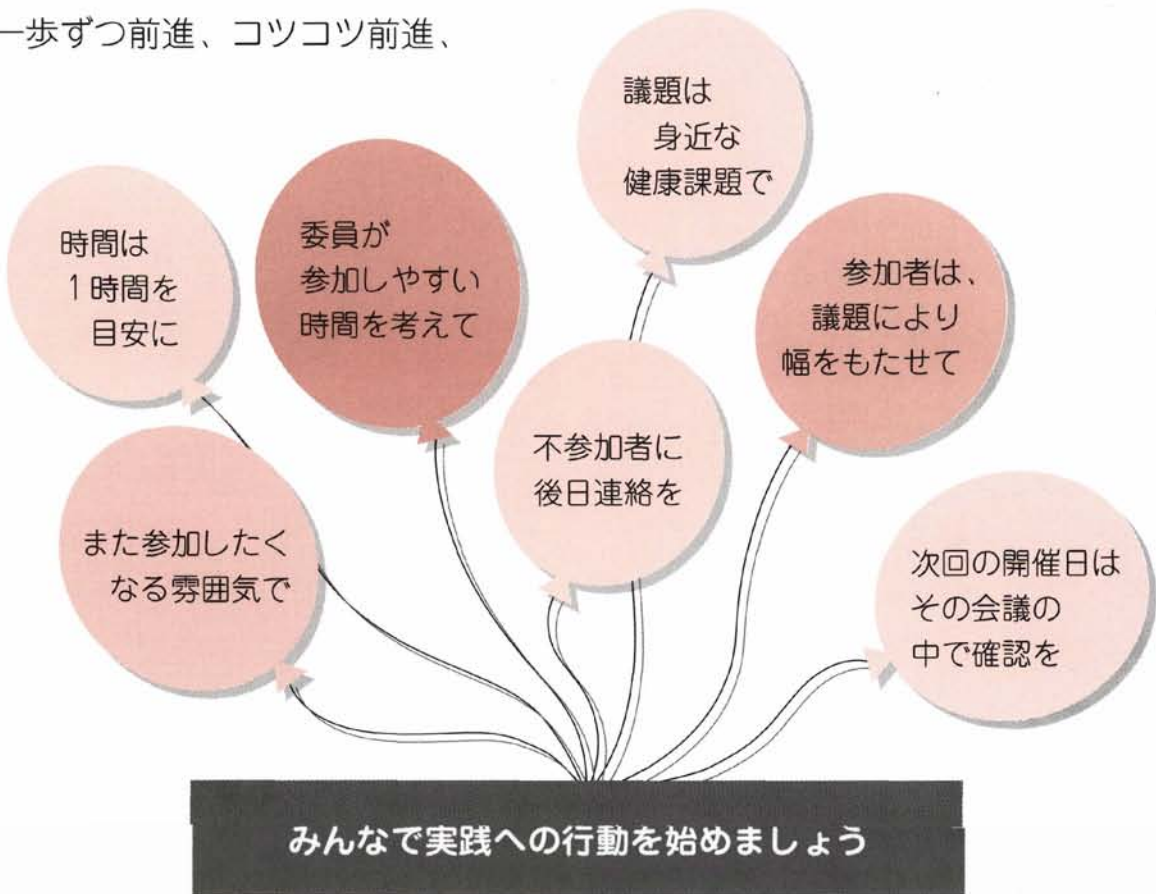 一歩ずつ前進、コツコツ前進、
議題は
身近な
健康課題で
時間は
1時間を
目安に
委員が
参加しやすい
時間を考えて
参加者は、
議題により
幅をもたせて
不参加者に
後日連絡を
また参加したく
なる雰囲気で
次回の開催日は
その会議の
中で確認を
みんなで実践への行動を始めましょう